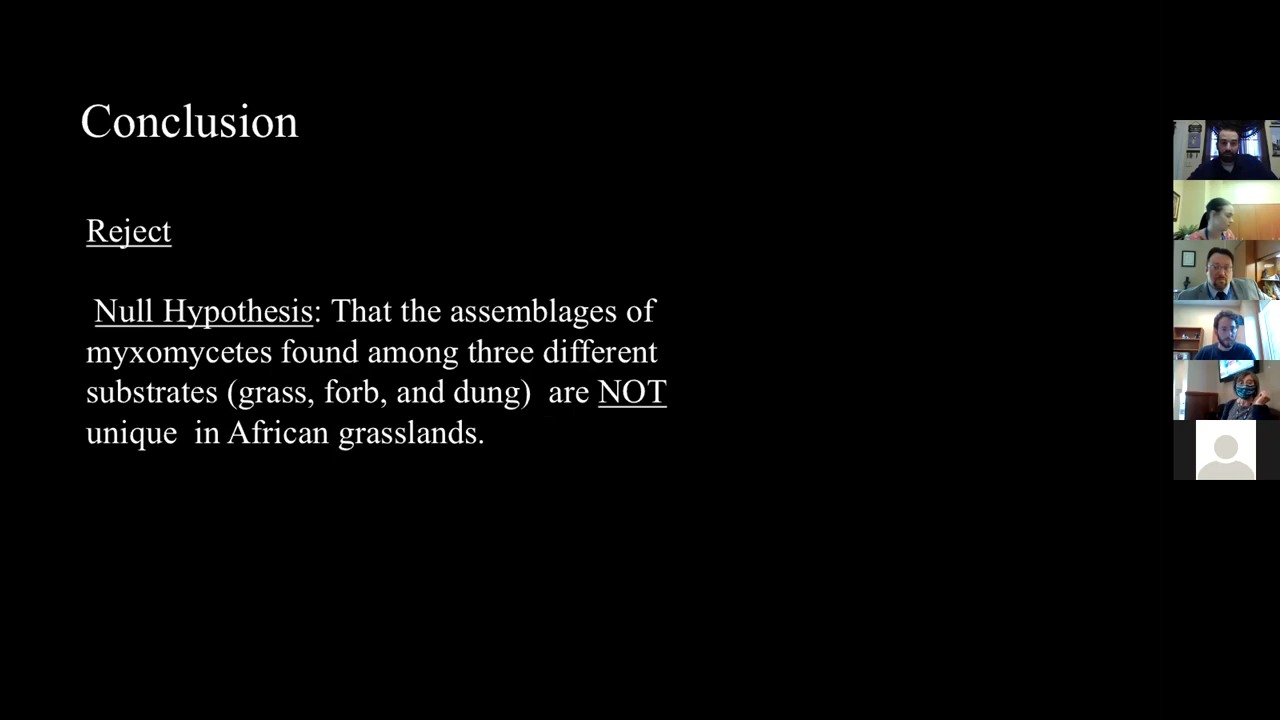 Conclusion
Reject
Null Hypothesis: That the assemblages of
myxomycetes found among three different
substrates (grass, forb, and dung) are NOT
unique in African grasslands.